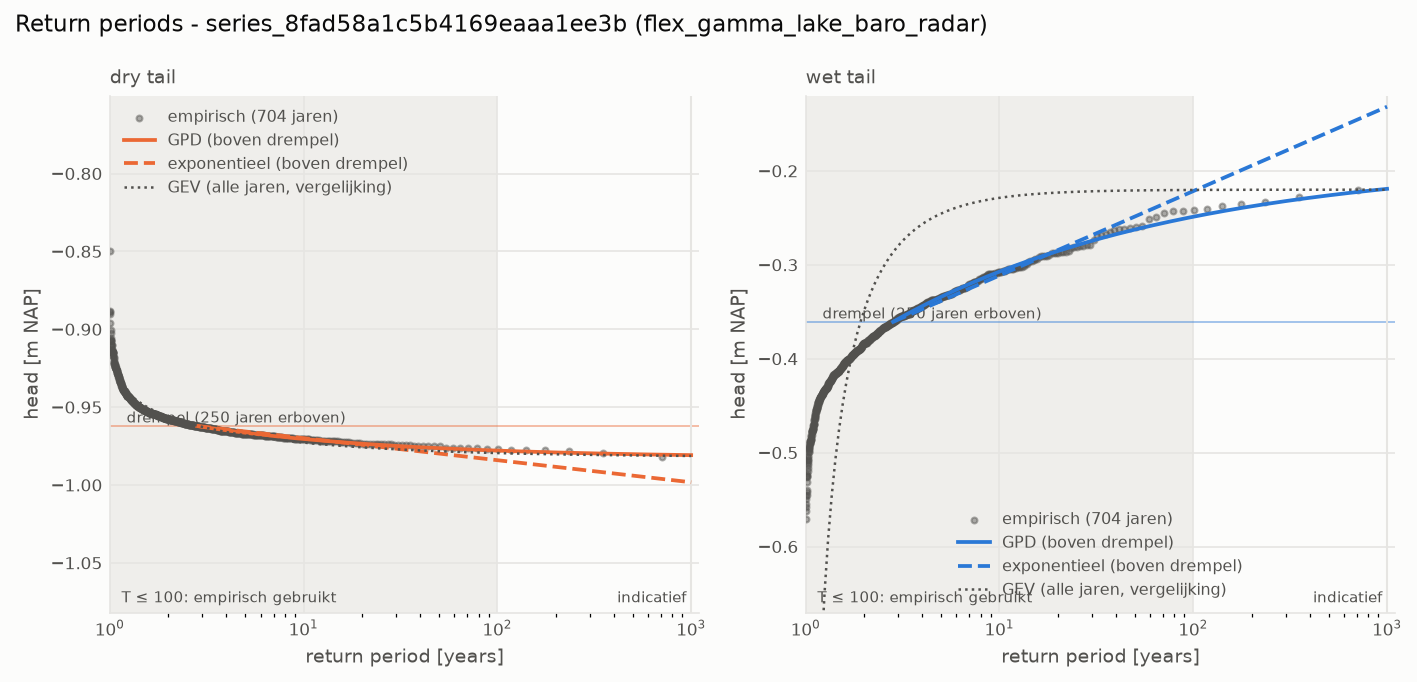 Return periods - series_8fad58a1c5b4169eaaa1ee3b (flex_gamma_lake_baro_radar)
dry tail
empirisch (704 jaren)
GPD (boven drempel)
exponentieel (boven drempel)
GEV (alle jaren, vergelijking)
−0.80
−0.85
−0.90
−0.95
−1.00
−1.05
head [m NAP]
drempel (250 jaren erboven)
T ≤ 100: empirisch gebruikt
indicatief
10⁰
10¹
10²
10³
return period [years]
wet tail
−0.2
−0.3
−0.4
−0.5
−0.6
head [m NAP]
drempel (250 jaren erboven)
empirisch (704 jaren)
GPD (boven drempel)
exponentieel (boven drempel)
GEV (alle jaren, vergelijking)
T ≤ 100: empirisch gebruikt
indicatief
10⁰
10¹
10²
10³
return period [years]